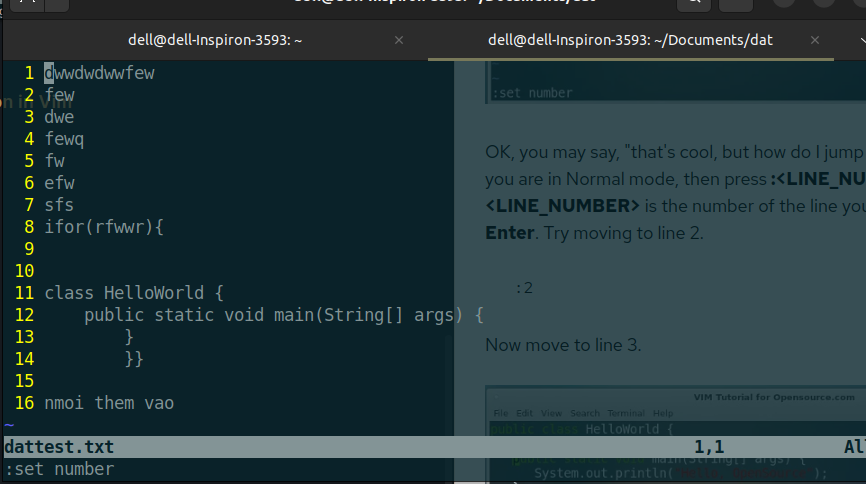 dell@dell-Inspiron-3593: ~
dell@dell-Inspiron-3593: ~/Documents/dat
1 dwwdwdwwfew
2 few
3 dwe
4 fewq
5 fw
6 efw
7 sfs
8 ifor(rfwwr){
9
10
11 class HelloWorld {
12     public static void main(String[] args) {
13         }
14         }}
15
16 nmoi them vao
~
dattest.txt 1,1 Al
:set number
on in Vim
:set number
OK, you may say, "that's cool, but how do I jump
you are in Normal mode, then press :<LINE_NU
<LINE_NUMBER> is the number of the line you
Enter. Try moving to line 2.
:2
Now move to line 3.
VIM Tutorial for Opensource.com
File Edit View Search Terminal Help
public class HelloWorld {
public static void main(String[] args) {
System.out.println(
);
}